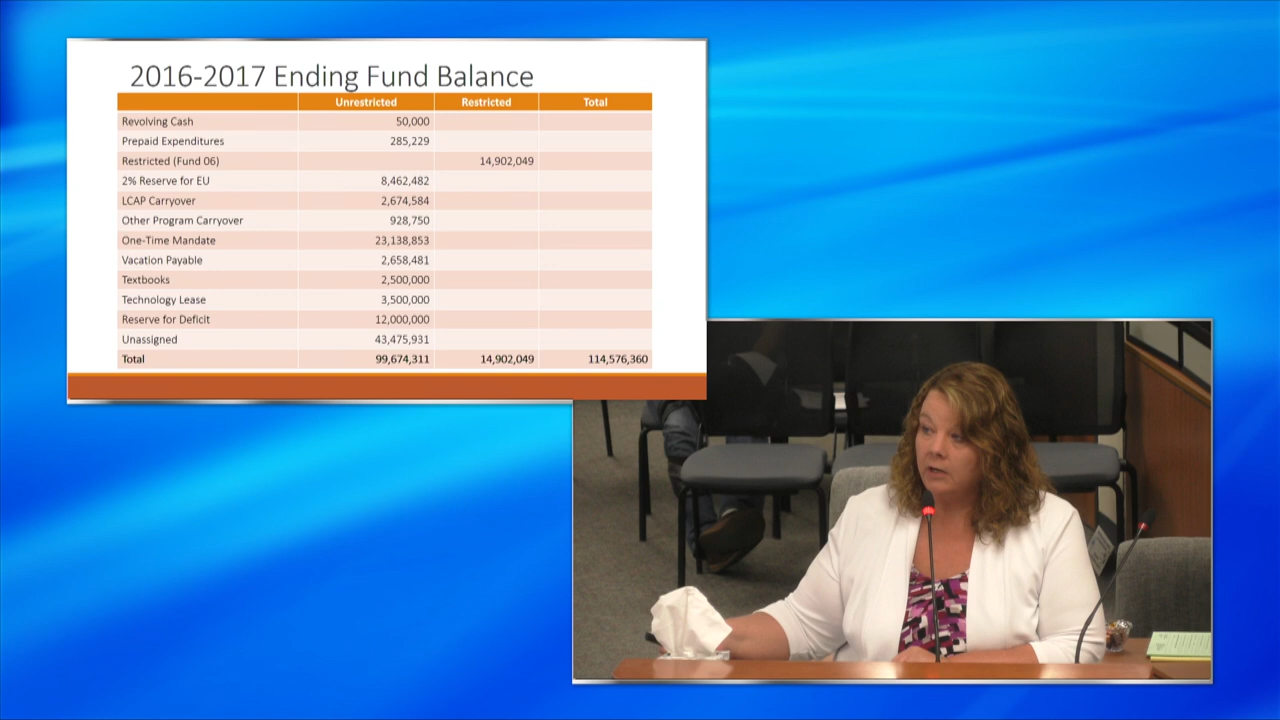 2016-2017 Ending Fund Balance
Unrestricted Restricted Total
Revolving Cash 50,000
Prepaid Expenditures 285,229
Restricted (Fund 06) 14,902,049
2% Reserve for EU 8,462,482
LCAP Carryover 2,674,584
Other Program Carryover 928,750
One-Time Mandate 23,138,853
Vacation Payable 2,658,481
Textbooks 2,500,000
Technology Lease 3,500,000
Reserve for Deficit 12,000,000
Unassigned 43,475,931
Total 99,674,311 14,902,049 114,576,360